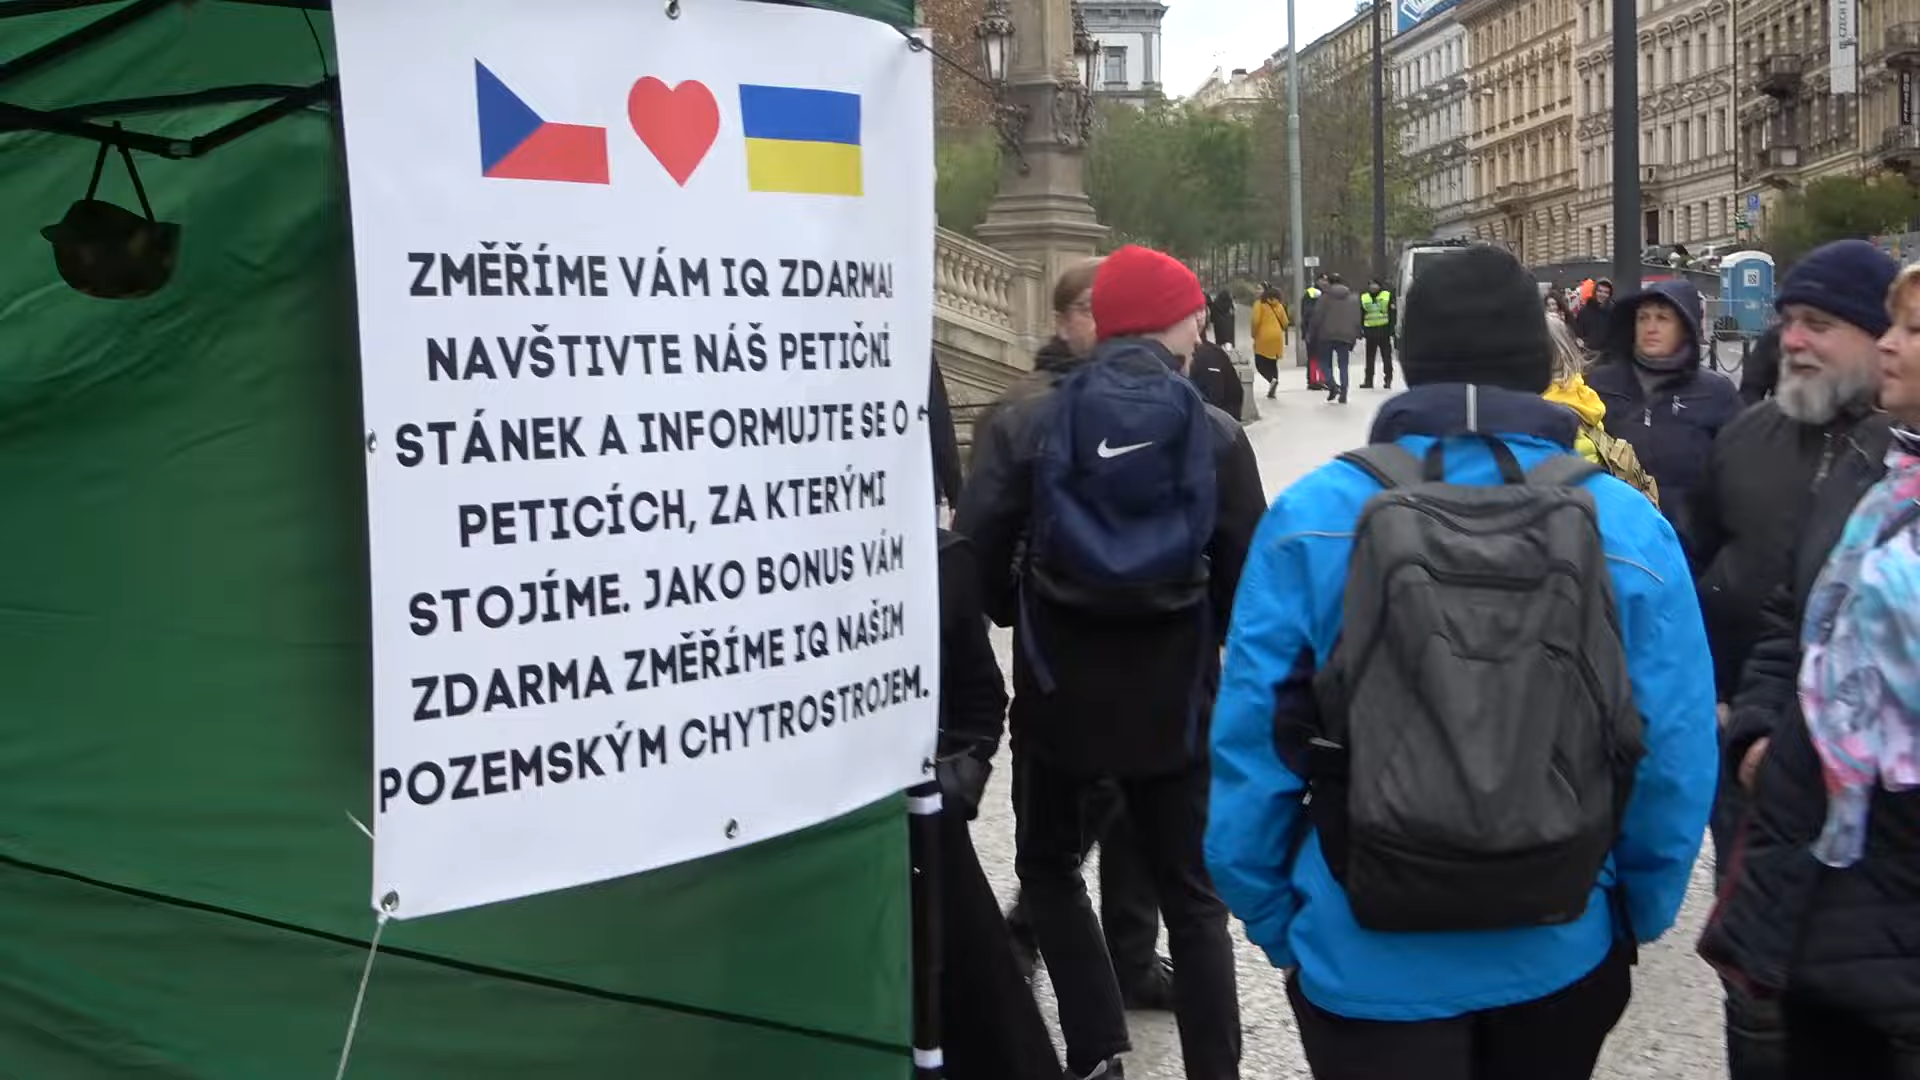 ZMĚŘÍME VÁM IQ ZDARMA!
NAVŠTIVTE NÁŠ PETIČNÍ
STÁNEK A INFORMUJTE SE O
PETICÍCH, ZA KTERÝMI
STOJÍME. JAKO BONUS VÁM
ZDARMA ZMĚŘÍME IQ NAŠIM
POZEMSKÝM CHYTROSTROJEM.